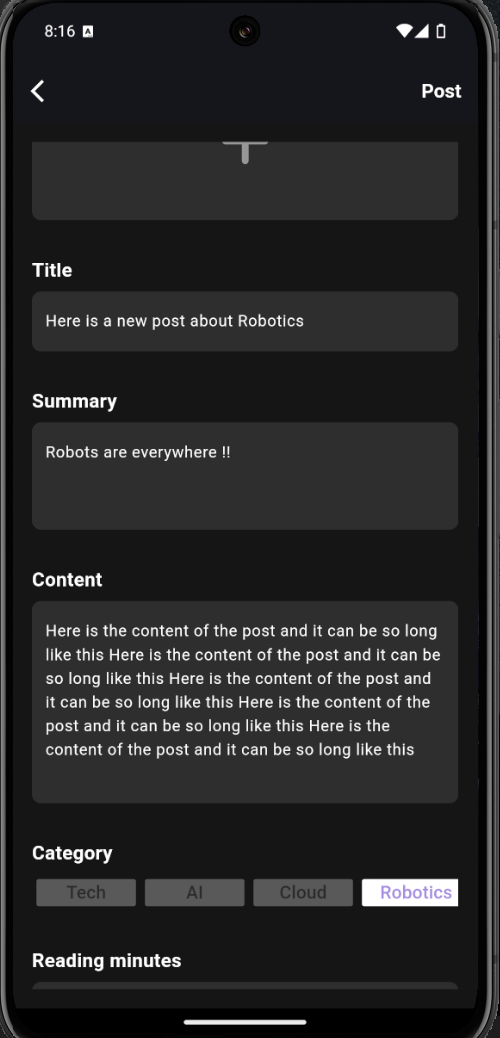 8:16 A
Post
Title
Here is a new post about Robotics
Summary
Robots are everywhere !!
Content
Here is the content of the post and it can be so long
like this Here is the content of the post and it can be
so long like this Here is the content of the post and
it can be so long like this Here is the content of the
post and it can be so long like this Here is the
content of the post and it can be so long like this
Category
Tech AI Cloud Robotics
Reading minutes